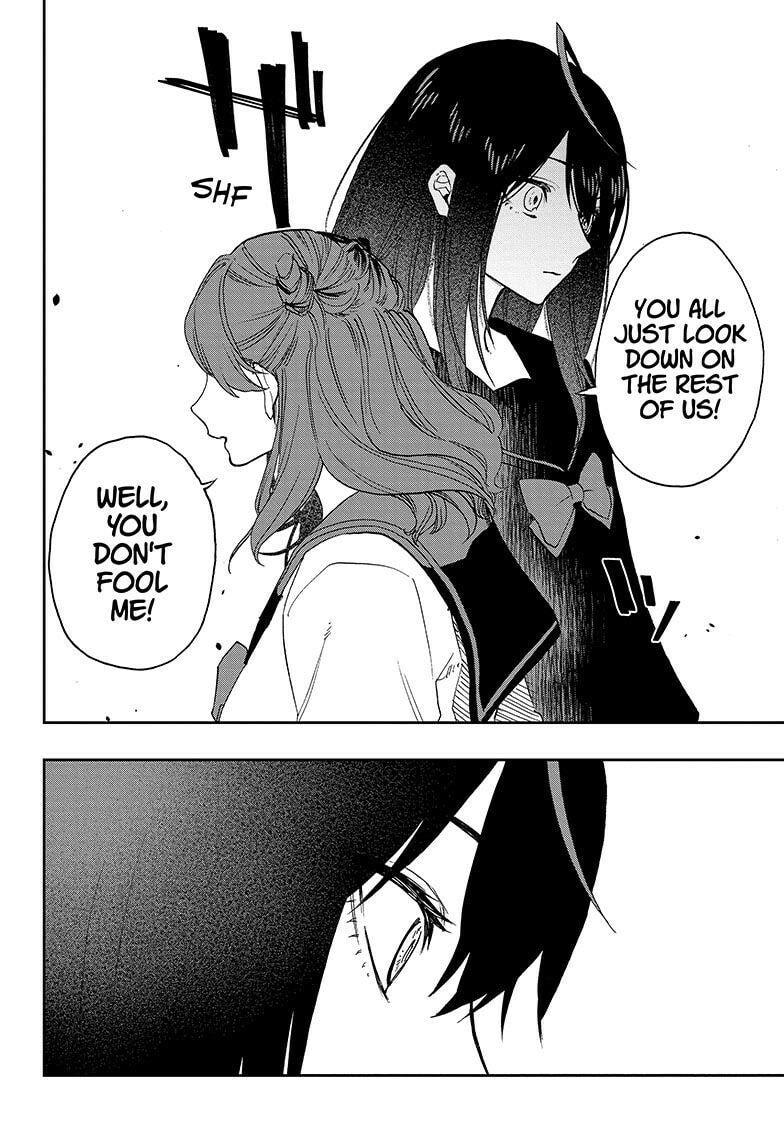 YOU ALL
JUST LOOK
DOWN ON
THE REST
OF US!
SHF
WELL,
YOU
DON'T
FOOL
ME!